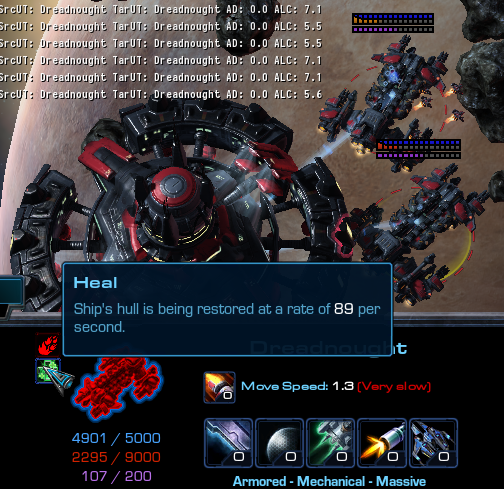 SrcUT: Dreadnought TarUT: Dreadnought AD: 0.0 ALC: 7.1
SrcUT: Dreadnought TarUT: Dreadnought AD: 0.0 ALC: 5.5
SrcUT: Dreadnought TarUT: Dreadnought AD: 0.0 ALC: 5.5
SrcUT: Dreadnought TarUT: Dreadnought AD: 0.0 ALC: 7.1
SrcUT: Dreadnought TarUT: Dreadnought AD: 0.0 ALC: 7.1
SrcUT: Dreadnought TarUT: Dreadnought AD: 0.0 ALC: 5.6
Heal
Ship's hull is being restored at a rate of 89 per
second.
Dreadnought
Move Speed: 1.3 (Very slow)
0
4901 / 5000
2295 / 9000
107 / 200
0 0 0 0 0
Armored - Mechanical - Massive